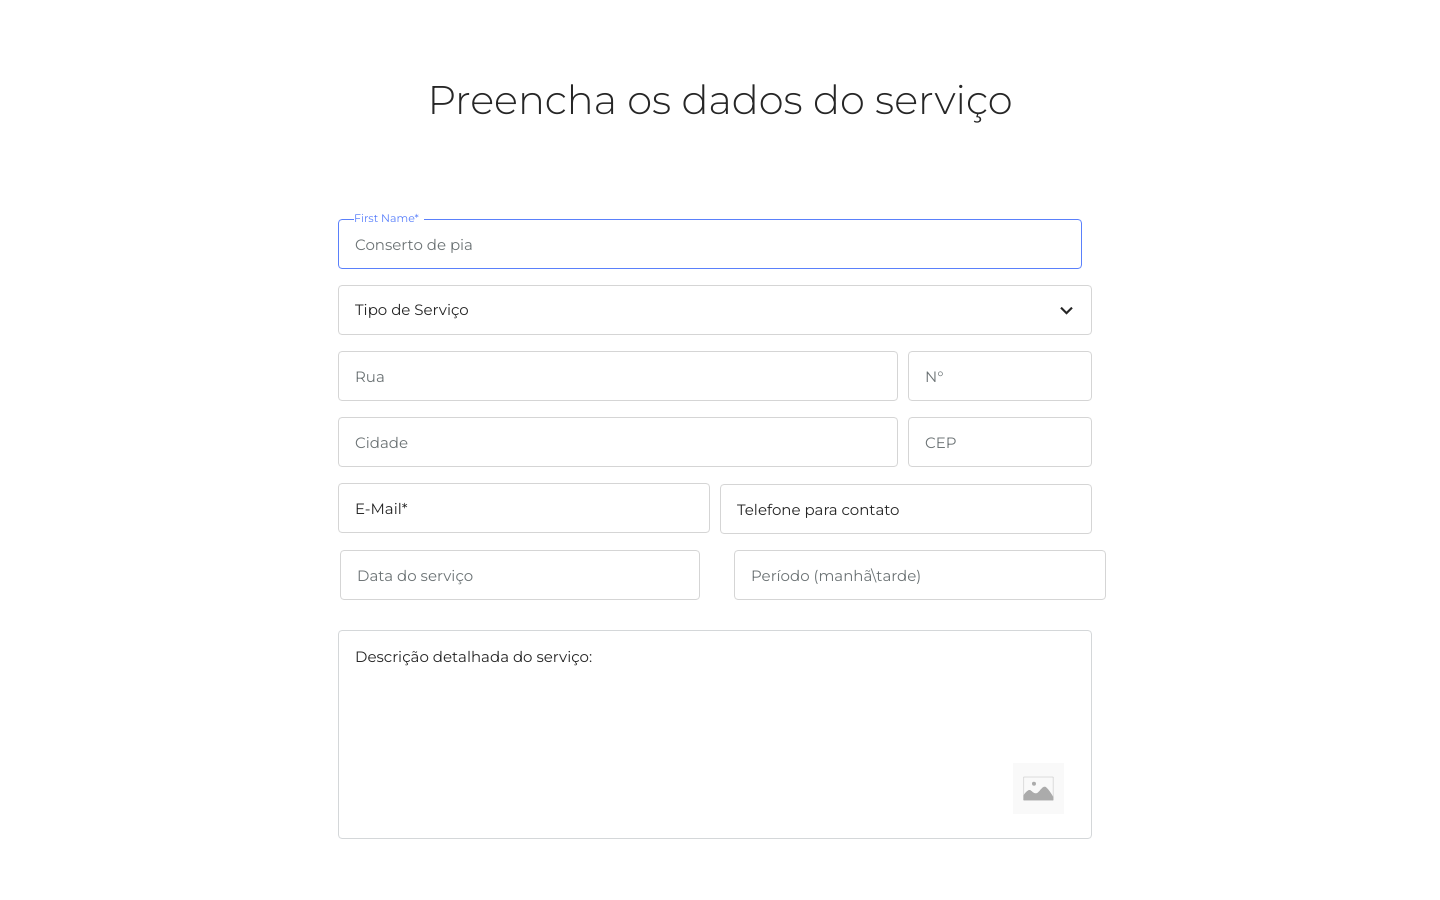 Preencha os dados do serviço
First Name*
Conserto de pia
Tipo de Serviço
Rua
N°
Cidade
CEP
E-Mail*
Telefone para contato
Data do serviço
Período (manhã\tarde)
Descrição detalhada do serviço: